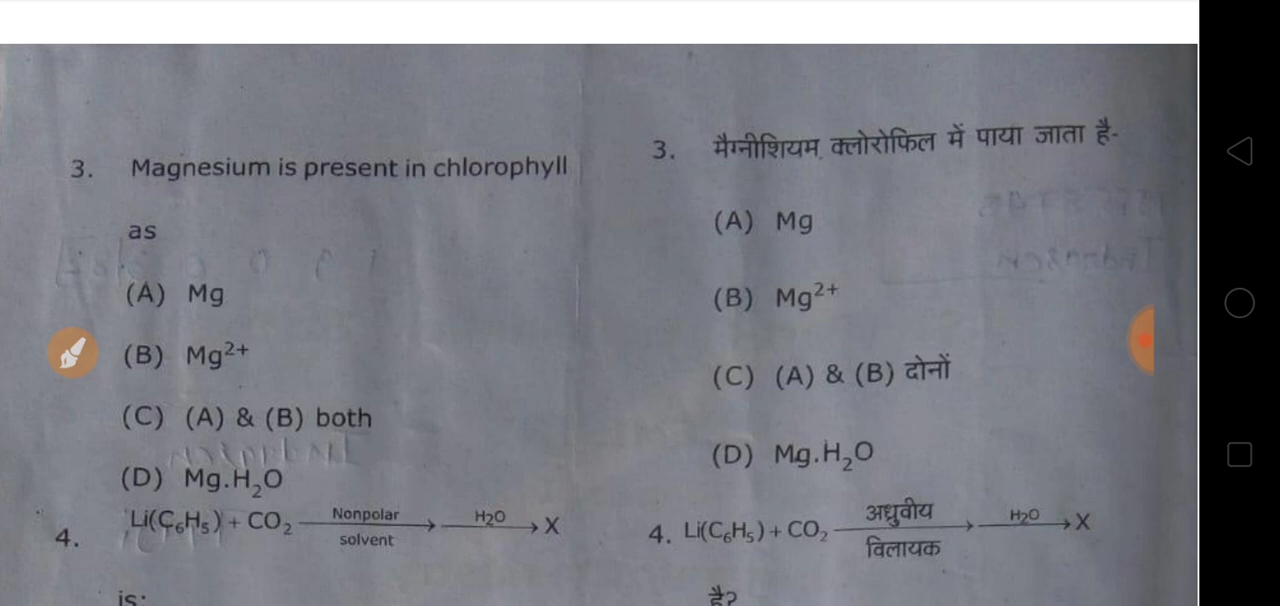 3. Magnesium is present in chlorophyll
as
(A) Mg
(B) Mg²⁺
(C) (A) & (B) both
(D) Mg.H₂O
4. Li(C₆H₅) + CO₂ Nonpolar solvent → H₂O → X
is:
3. मैग्नीशियम क्लोरोफिल में पाया जाता है-
(A) Mg
(B) Mg²⁺
(C) (A) & (B) दोनों
(D) Mg.H₂O
4. Li(C₆H₅) + CO₂ अध्रुवीय विलायक → H₂O → X
है?